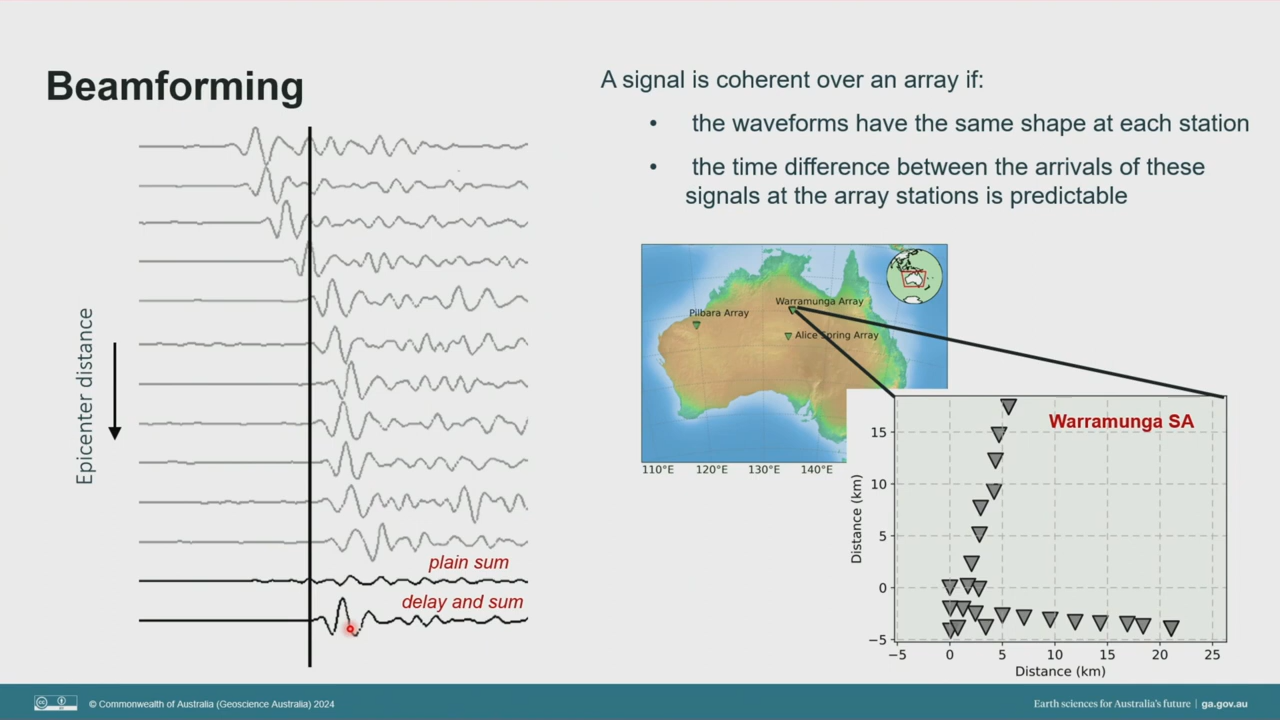 Beamforming
A signal is coherent over an array if:
• the waveforms have the same shape at each station
• the time difference between the arrivals of these
signals at the array stations is predictable
Epicenter distance
plain sum
delay and sum
Warramunga Array
Pilbara Array
Alice Spring Array
110°E 120°E 130°E 140°E
Warramunga SA
Distance (km)
15
10
5
0
−5
−5 0 5 10 15 20 25
Distance (km)
© Commonwealth of Australia (Geoscience Australia) 2024
Earth sciences for Australia's future | ga.gov.au